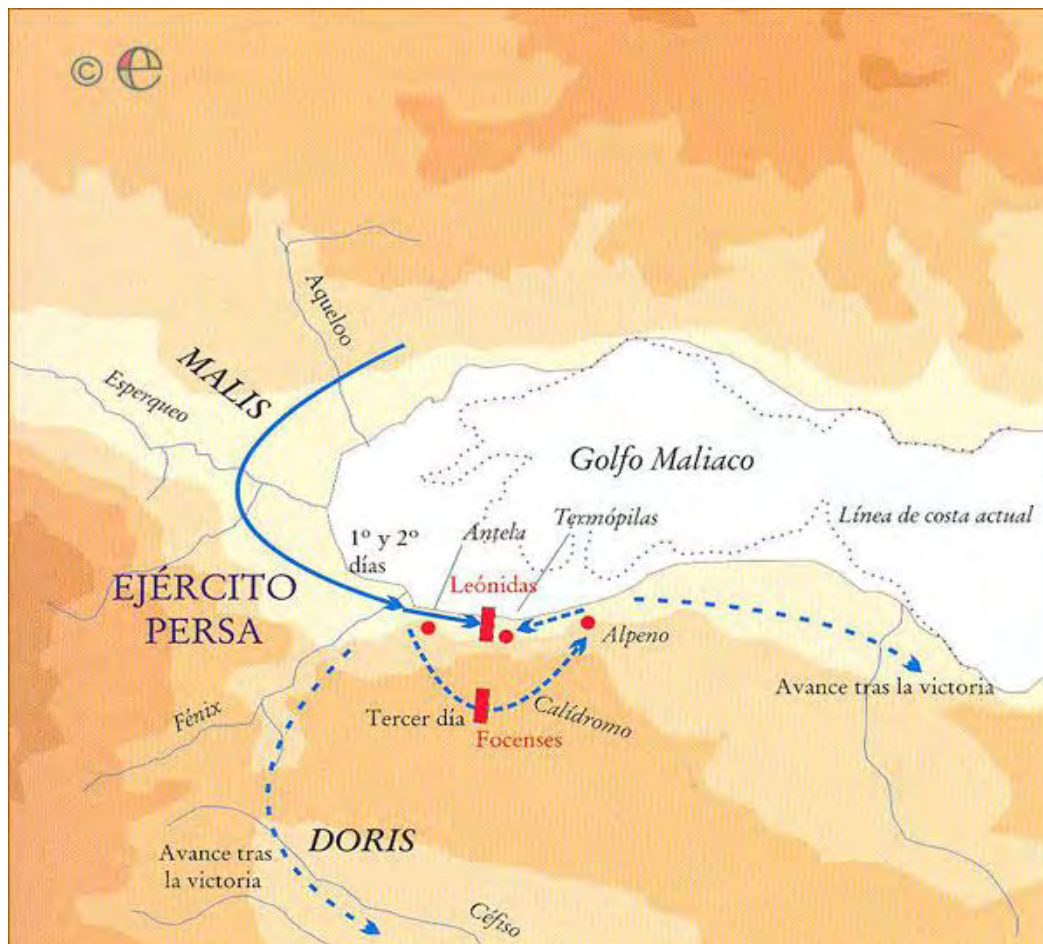 © e
Aqueloo
MALIS
Esperqueo
Golfo Maliaco
Línea de costa actual
Termópilas
Antela
1º y 2º
días
Leónidas
EJÉRCITO
PERSA
Alpeno
Avance tras la victoria
Calídromo
Tercer día
Focenses
Fénix
DORIS
Avance tras
la victoria
Céfiso